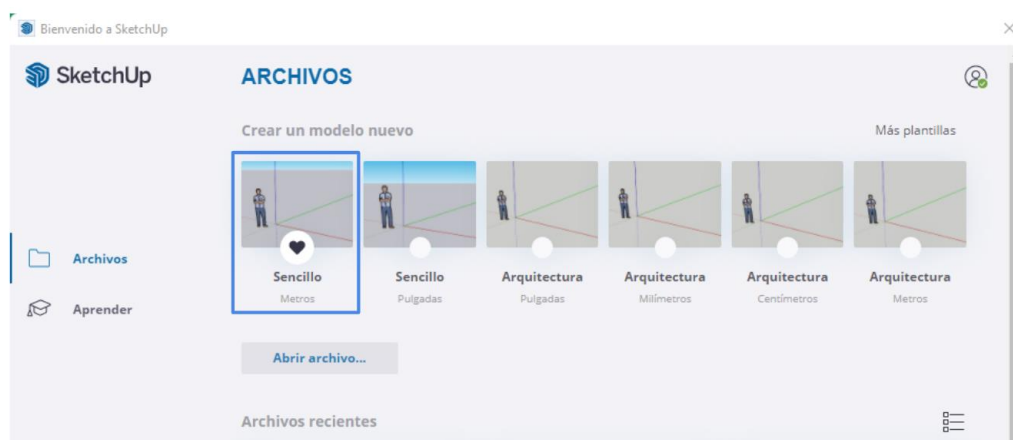 Bienvenido a SketchUp
SketchUp
ARCHIVOS
Crear un modelo nuevo
Más plantillas
Sencillo
Metros
Sencillo
Pulgadas
Arquitectura
Pulgadas
Arquitectura
Milímetros
Arquitectura
Centímetros
Arquitectura
Metros
Archivos
Aprender
Abrir archivo...
Archivos recientes